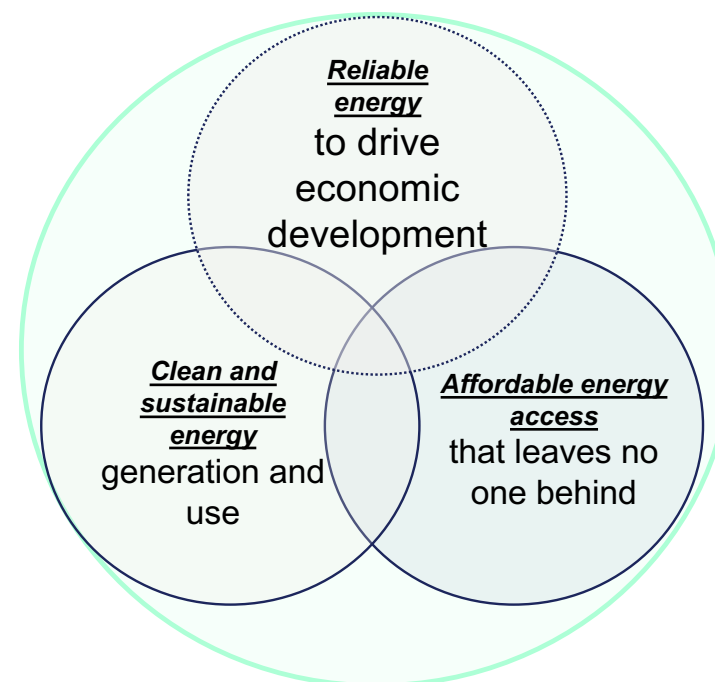 Reliable
energy
to drive
economic
development
Clean and
sustainable
energy
generation and
use
Affordable energy
access
that leaves no
one behind